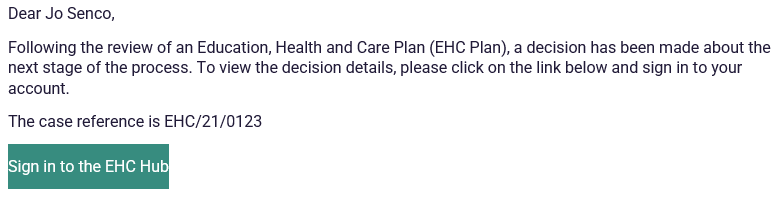 Dear Jo Senco,
Following the review of an Education, Health and Care Plan (EHC Plan), a decision has been made about the
next stage of the process. To view the decision details, please click on the link below and sign in to your
account.
The case reference is EHC/21/0123
Sign in to the EHC Hub